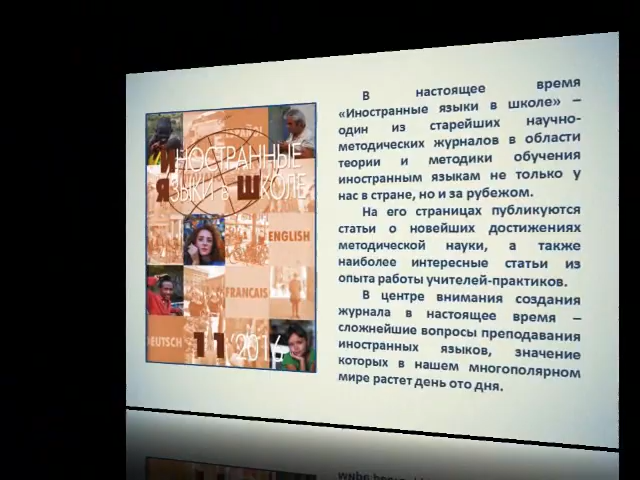 ИНОСТРАННЫЕ
ЯЗЫКИ в ШКОЛЕ
ENGLISH
FRANCAIS
DEUTSCH
11 2016
В настоящее время
«Иностранные языки в школе» –
один из старейших научно-
методических журналов в области
теории и методики обучения
иностранным языкам не только у
нас в стране, но и за рубежом.
На его страницах публикуются
статьи о новейших достижениях
методической науки, а также
наиболее интересные статьи из
опыта работы учителей-практиков.
В центре внимания создания
журнала в настоящее время –
сложнейшие вопросы преподавания
иностранных языков, значение
которых в нашем многополярном
мире растет день ото дня.